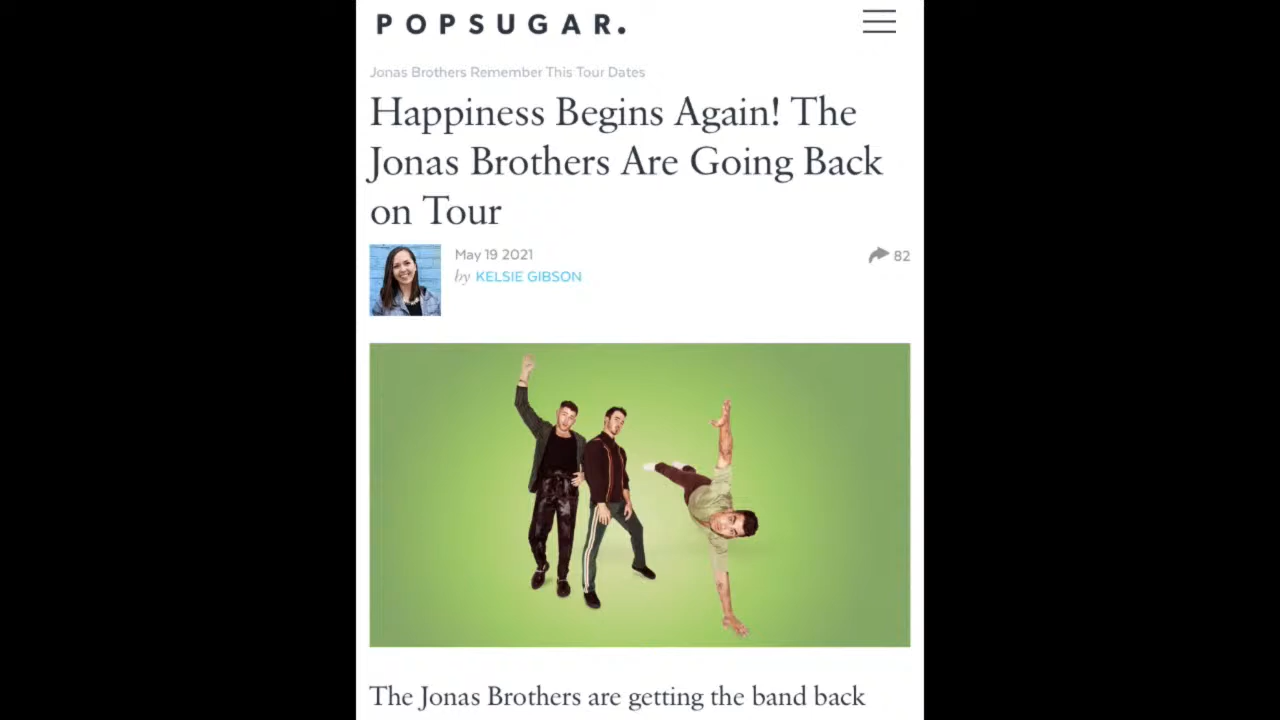 POPSUGAR.
Jonas Brothers Remember This Tour Dates
Happiness Begins Again! The
Jonas Brothers Are Going Back
on Tour
May 19 2021
82
by KELSIE GIBSON
The Jonas Brothers are getting the band back